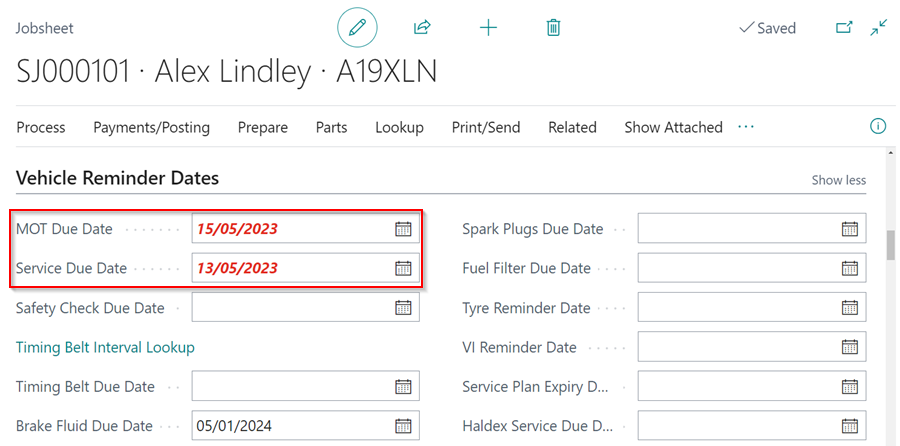 Jobsheet
Saved
SJ000101 · Alex Lindley · A19XLN
Process Payments/Posting Prepare Parts Lookup Print/Send Related Show Attached ...
Vehicle Reminder Dates
Show less
MOT Due Date 15/05/2023
Spark Plugs Due Date
Service Due Date 13/05/2023
Fuel Filter Due Date
Safety Check Due Date
Tyre Reminder Date
Timing Belt Interval Lookup
VI Reminder Date
Timing Belt Due Date
Service Plan Expiry D...
Brake Fluid Due Date 05/01/2024
Haldex Service Due D...